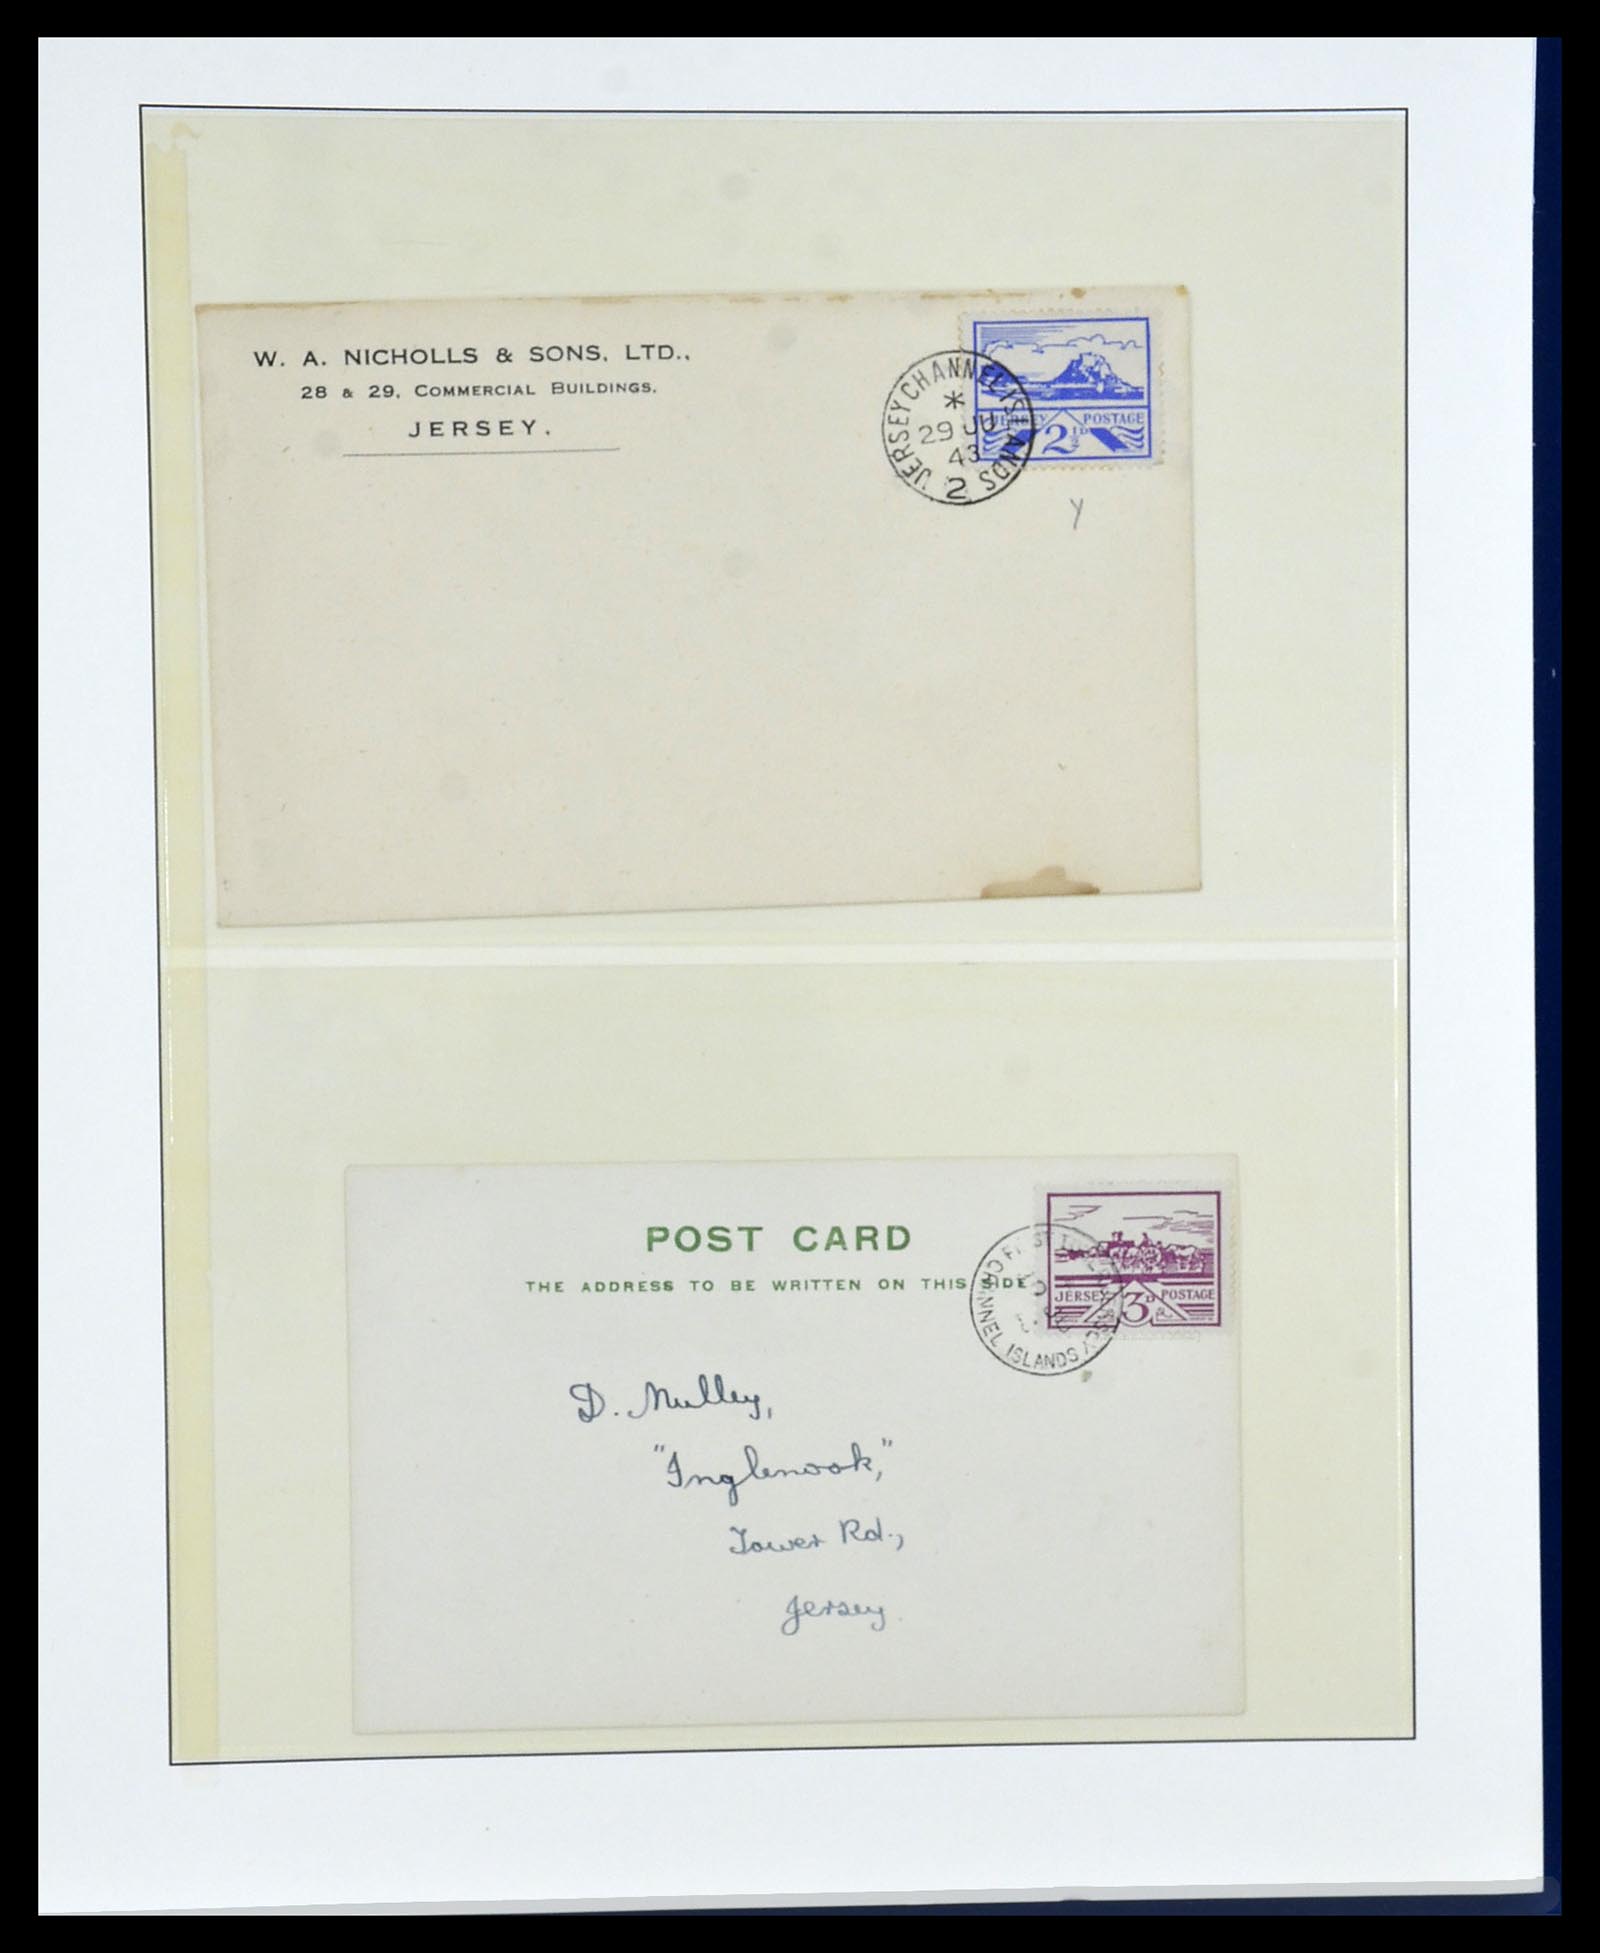 W. A. NICHOLLS & SONS, LTD.,
28 & 29, COMMERCIAL BUILDINGS.
JERSEY.
JERSEY CHANNEL ISLANDS
*
29 JU
43
2
JERSEY POSTAGE
2½D
Y
POST CARD
THE ADDRESS TO BE WRITTEN ON THIS SIDE
CHANNEL ISLANDS
JERSEY 3D POSTAGE
D. Mulley,
"Inglenook,"
Tower Rd.,
Jersey.